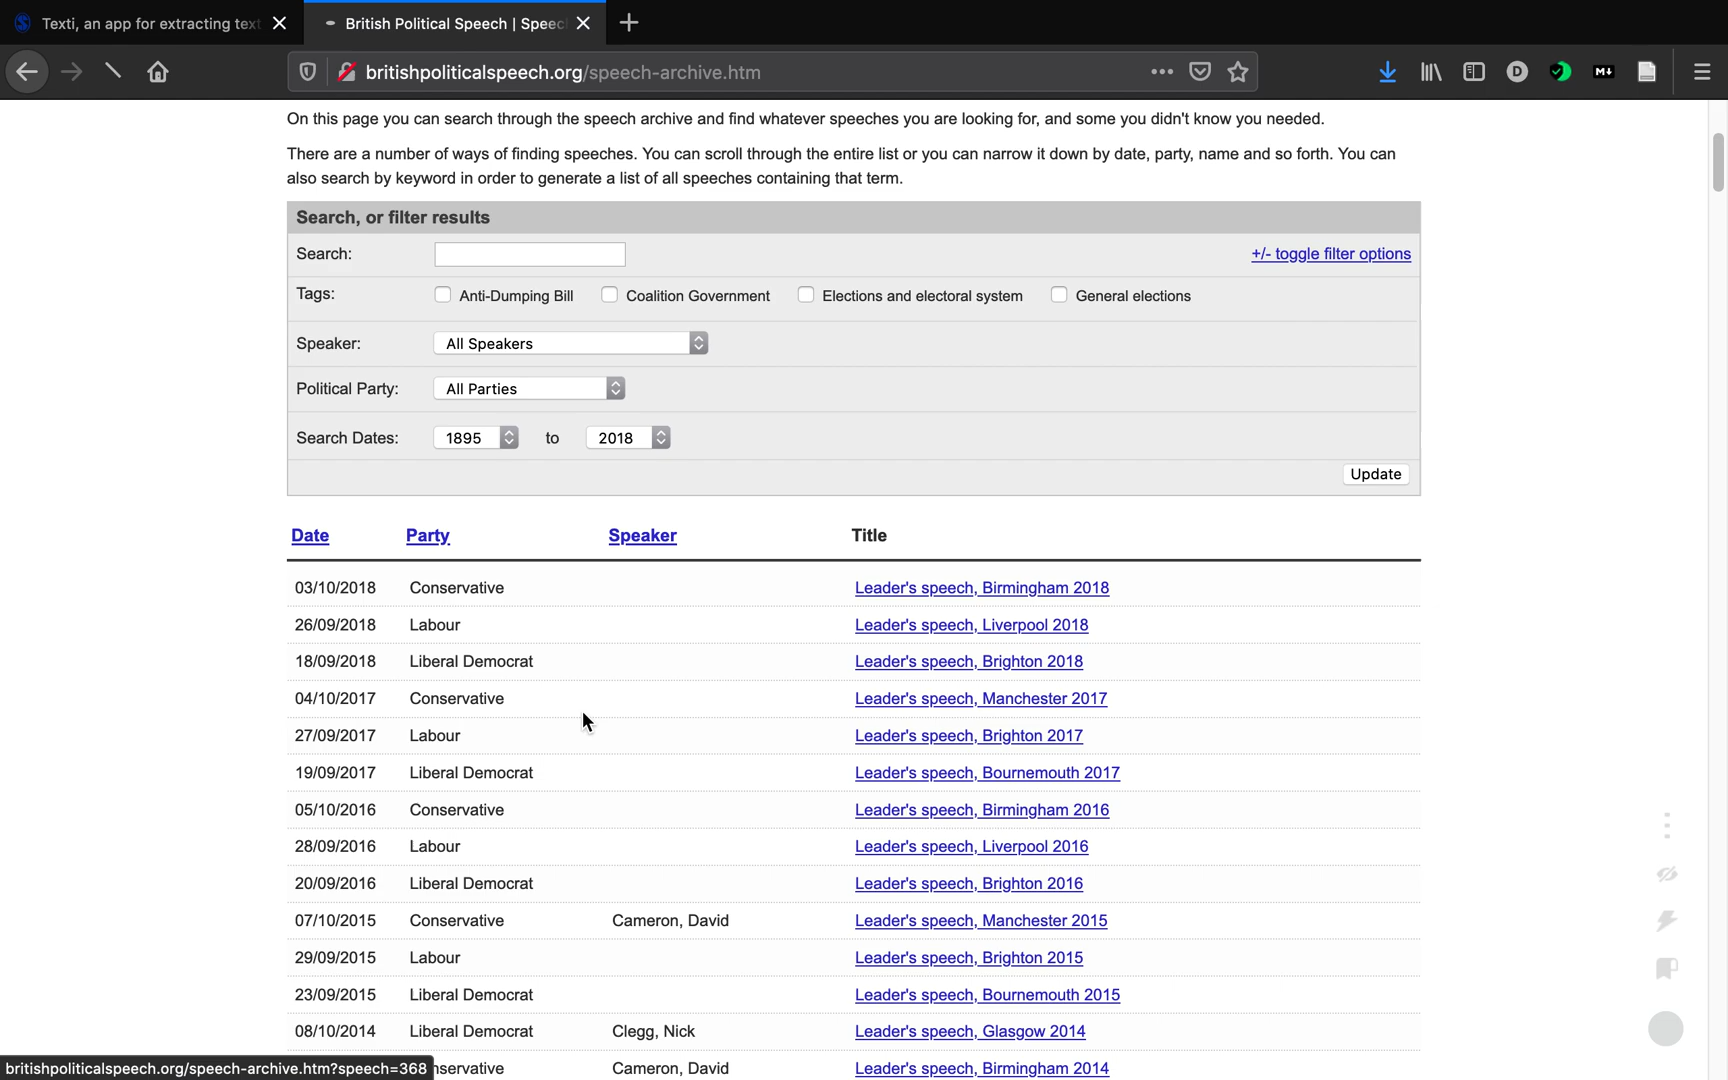 Texti, an app for extracting text
British Political Speech | Speec
britishpoliticalspeech.org/speech-archive.htm
D
M
On this page you can search through the speech archive and find whatever speeches you are looking for, and some you didn't know you needed.
There are a number of ways of finding speeches. You can scroll through the entire list or you can narrow it down by date, party, name and so forth. You can
also search by keyword in order to generate a list of all speeches containing that term.
Search, or filter results
Search: +/- toggle filter options
Tags: Anti-Dumping Bill Coalition Government Elections and electoral system General elections
Speaker: All Speakers
Political Party: All Parties
Search Dates: 1895 to 2018
Update
Date Party Speaker Title
03/10/2018 Conservative Leader's speech, Birmingham 2018
26/09/2018 Labour Leader's speech, Liverpool 2018
18/09/2018 Liberal Democrat Leader's speech, Brighton 2018
04/10/2017 Conservative Leader's speech, Manchester 2017
27/09/2017 Labour Leader's speech, Brighton 2017
19/09/2017 Liberal Democrat Leader's speech, Bournemouth 2017
05/10/2016 Conservative Leader's speech, Birmingham 2016
28/09/2016 Labour Leader's speech, Liverpool 2016
20/09/2016 Liberal Democrat Leader's speech, Brighton 2016
07/10/2015 Conservative Cameron, David Leader's speech, Manchester 2015
29/09/2015 Labour Leader's speech, Brighton 2015
23/09/2015 Liberal Democrat Leader's speech, Bournemouth 2015
08/10/2014 Liberal Democrat Clegg, Nick Leader's speech, Glasgow 2014
britishpoliticalspeech.org/speech-archive.htm?speech=368 nservative Cameron, David Leader's speech, Birmingham 2014